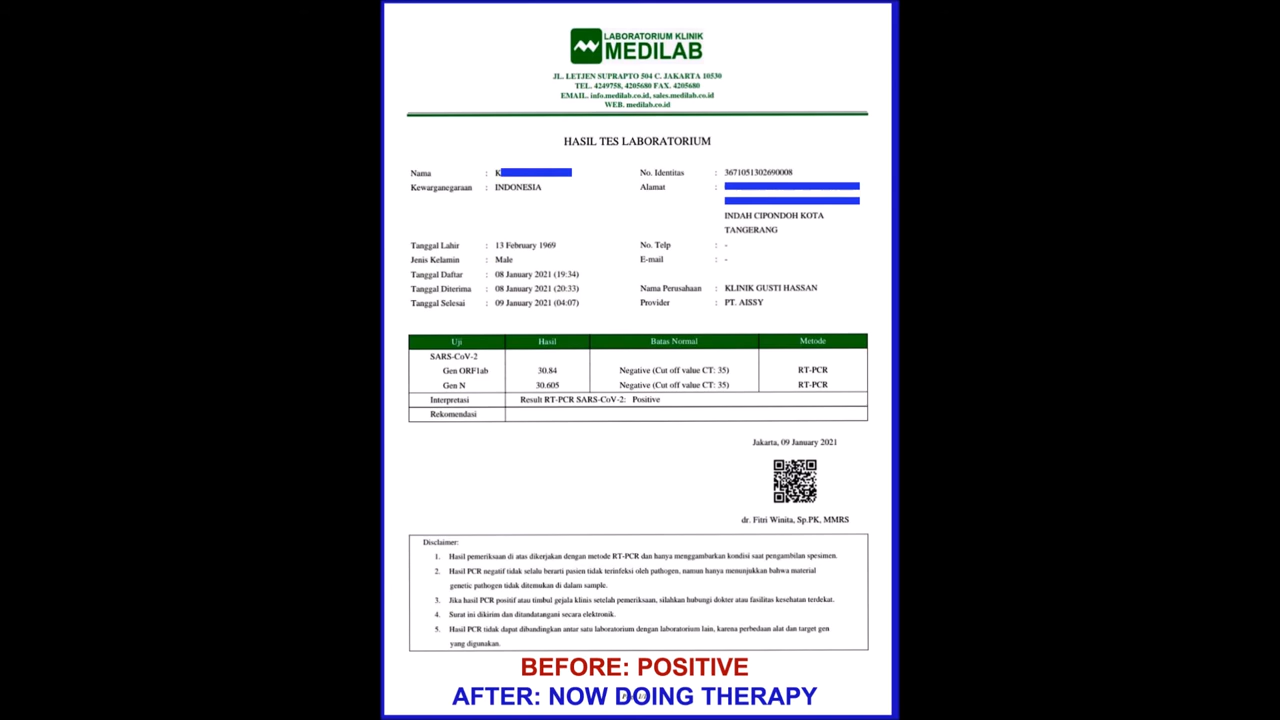 LABORATORIUM KLINIK
MEDILAB
JL. LETJEN SUPRAPTO 504 C. JAKARTA 10530
TEL. 4249758, 4205680 FAX. 4205680
EMAIL. info.medilab.co.id, sales.medilab.co.id
WEB. medilab.co.id
HASIL TES LABORATORIUM
Nama : K No. Identitas : 3671051302690008
Kewarganegaraan : INDONESIA Alamat :
INDAH CIPONDOH KOTA
TANGERANG
Tanggal Lahir : 13 February 1969 No. Telp : -
Jenis Kelamin : Male E-mail : -
Tanggal Daftar : 08 January 2021 (19:34)
Tanggal Diterima : 08 January 2021 (20:33) Nama Perusahaan : KLINIK GUSTI HASSAN
Tanggal Selesai : 09 January 2021 (04:07) Provider : PT. AISSY
Uji Hasil Batas Normal Metode
SARS-CoV-2
Gen ORF1ab 30.84 Negative (Cut off value CT: 35) RT-PCR
Gen N 30.605 Negative (Cut off value CT: 35) RT-PCR
Interpretasi Result RT-PCR SARS-CoV-2: Positive
Rekomendasi
Jakarta, 09 January 2021
dr. Fitri Winita, Sp.PK, MMRS
Disclaimer:
1. Hasil pemeriksaan di atas dikerjakan dengan metode RT-PCR dan hanya menggambarkan kondisi saat pengambilan spesimen.
2. Hasil PCR negatif tidak selalu berarti pasien tidak terinfeksi oleh pathogen, namun hanya menunjukkan bahwa material
genetic pathogen tidak ditemukan di dalam sample.
3. Jika hasil PCR positif atau timbul gejala klinis setelah pemeriksaan, silahkan hubungi dokter atau fasilitas kesehatan terdekat.
4. Surat ini dikirim dan ditandatangani secara elektronik.
5. Hasil PCR tidak dapat dibandingkan antar satu laboratorium dengan laboratorium lain, karena perbedaan alat dan target gen
yang digunakan.
BEFORE: POSITIVE
AFTER: NOW DOING THERAPY